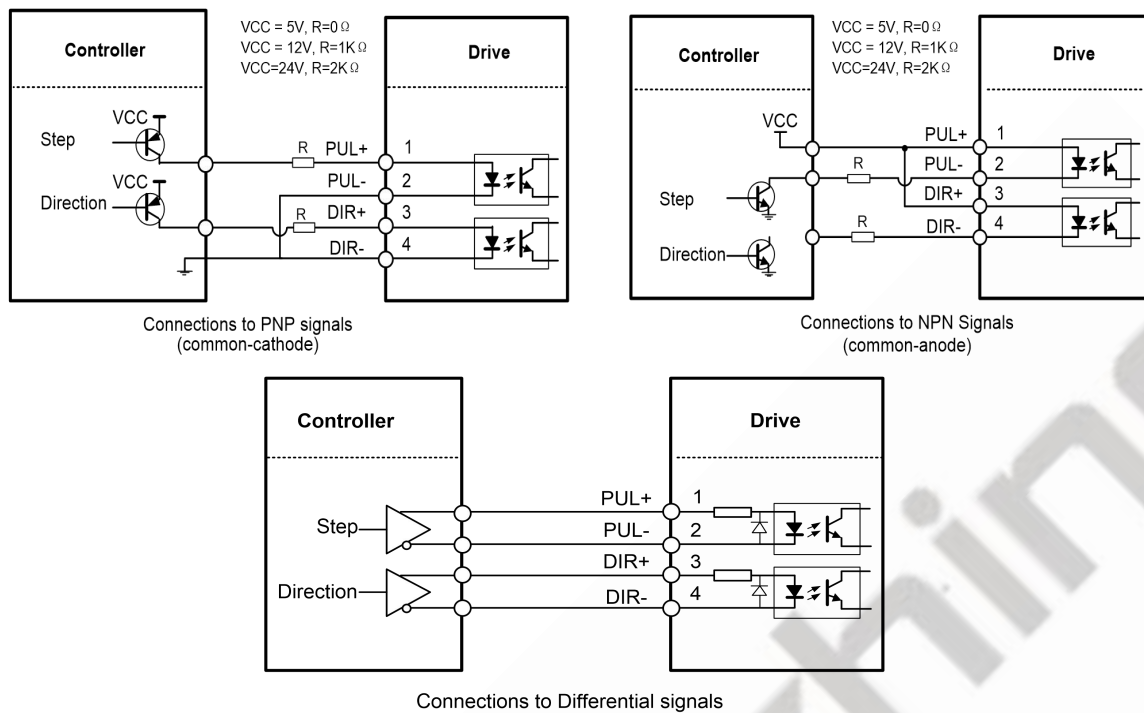 Controller
VCC = 5V, R=0Ω
VCC = 12V, R=1KΩ
VCC=24V, R=2KΩ
Drive
VCC
Step
R
PUL+
1
PUL-
2
VCC
Direction
R
DIR+
3
DIR-
4
Connections to PNP signals
(common-cathode)
Controller
VCC = 5V, R=0Ω
VCC = 12V, R=1KΩ
VCC=24V, R=2KΩ
Drive
VCC
PUL+
1
R
PUL-
2
Step
DIR+
3
R
DIR-
4
Direction
Connections to NPN Signals
(common-anode)
Controller
Drive
PUL+
1
Step
PUL-
2
DIR+
3
Direction
DIR-
4
Connections to Differential signals